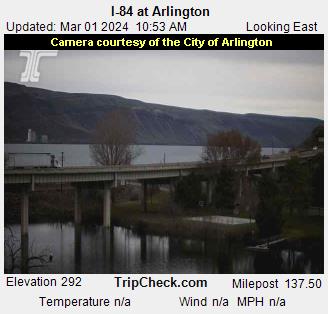 I-84 at Arlington
Updated: Mar 01 2024 10:53 AM Looking East
Camera courtesy of the City of Arlington
Elevation 292 TripCheck.com Milepost 137.50
Temperature n/a Wind n/a MPH n/a